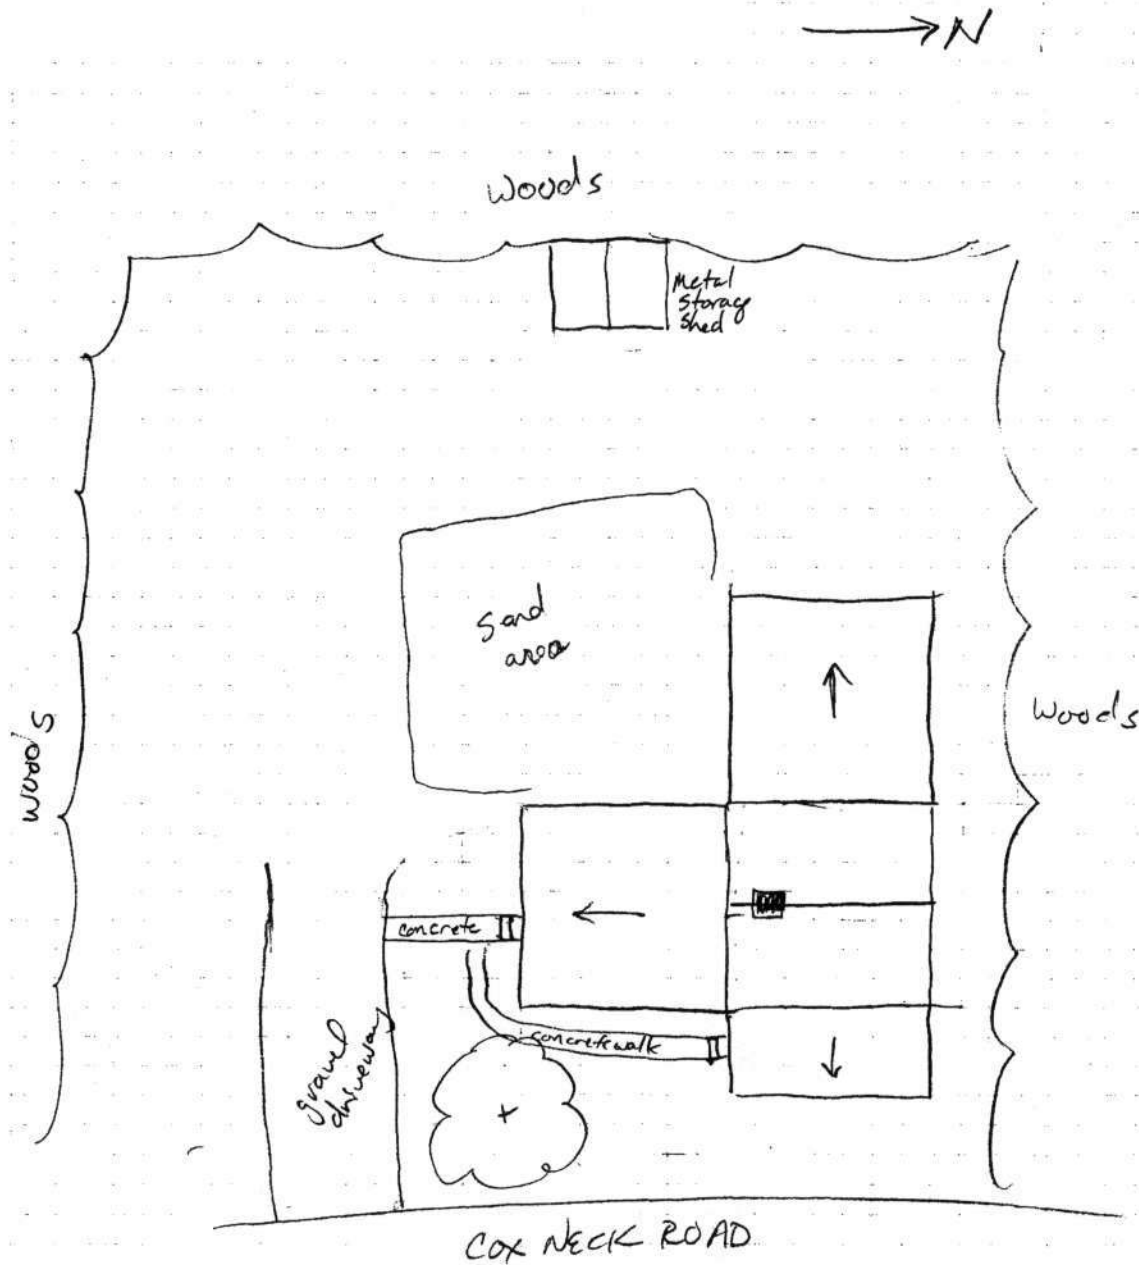 N
Woods
Metal
Storage
Shed
Sand
area
Woods
Woods
concrete
concrete walk
gravel
driveway
COX NECK ROAD